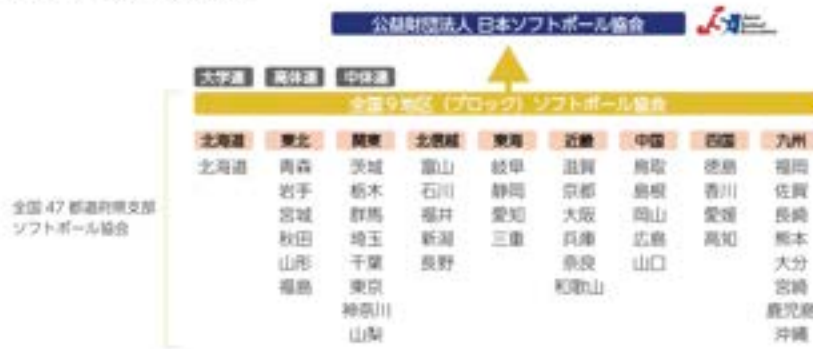 公益財団法人 日本ソフトボール協会
大学連 高体連 中体連
全国9地区（ブロック）ソフトボール協会
北海道 東北 関東 北信越 東海 近畿 中国 四国 九州
北海道 青森 茨城 富山 岐阜 滋賀 鳥取 徳島 福岡
岩手 栃木 石川 静岡 京都 島根 香川 佐賀
宮城 群馬 福井 愛知 大阪 岡山 愛媛 長崎
秋田 埼玉 新潟 三重 兵庫 広島 高知 熊本
山形 千葉 長野 奈良 山口 大分
福島 東京 和歌山 宮崎
神奈川 鹿児島
山梨 沖縄
全国 47 都道府県支部
ソフトボール協会